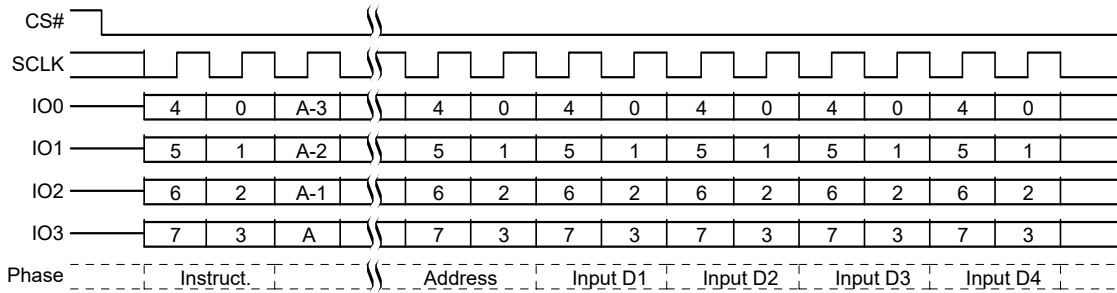 CS#
SCLK
IO0 4 0 A-3 4 0 4 0 4 0 4 0 4 0
IO1 5 1 A-2 5 1 5 1 5 1 5 1 5 1
IO2 6 2 A-1 6 2 6 2 6 2 6 2 6 2
IO3 7 3 A 7 3 7 3 7 3 7 3 7 3
Phase Instruct. Address Input D1 Input D2 Input D3 Input D4